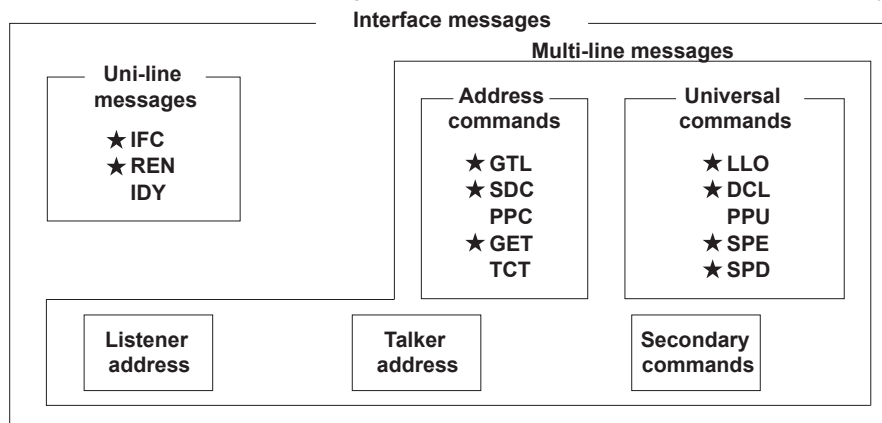 Interface messages
Multi-line messages
Uni-line
messages
★ IFC
★ REN
IDY
Address
commands
★ GTL
★ SDC
PPC
★ GET
TCT
Universal
commands
★ LLO
★ DCL
PPU
★ SPE
★ SPD
Listener
address
Talker
address
Secondary
commands